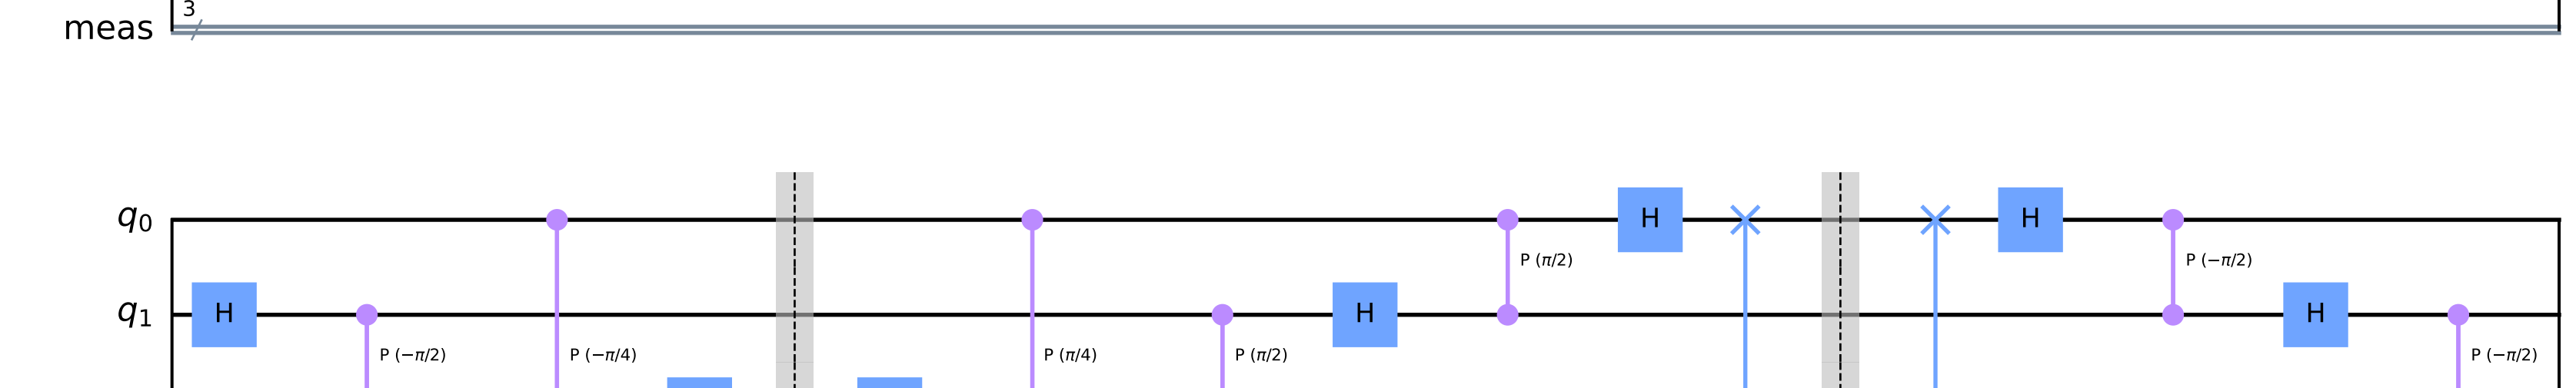 3
meas
q0 H H
P (π/2) P (−π/2)
q1 H H H
P (−π/2) P (−π/4) P (π/4) P (π/2) P (−π/2)